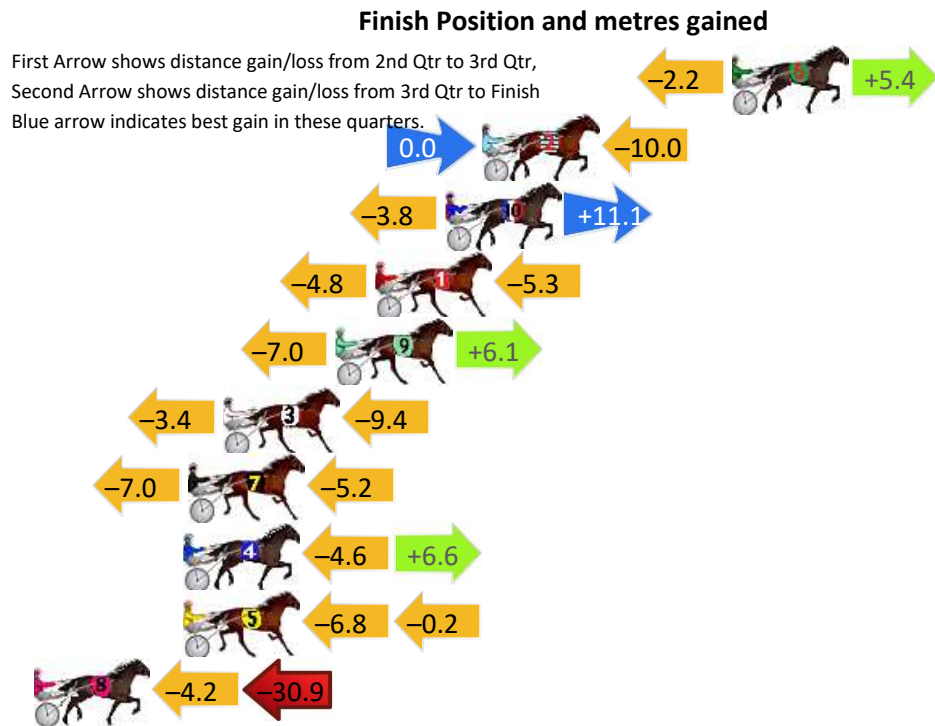 Finish Position and metres gained
First Arrow shows distance gain/loss from 2nd Qtr to 3rd Qtr,
Second Arrow shows distance gain/loss from 3rd Qtr to Finish
Blue arrow indicates best gain in these quarters.
–2.2 6 +5.4
0.0 2 –10.0
–3.8 10 +11.1
–4.8 1 –5.3
–7.0 9 +6.1
–3.4 3 –9.4
–7.0 7 –5.2
4 –4.6 +6.6
5 –6.8 –0.2
8 –4.2 –30.9